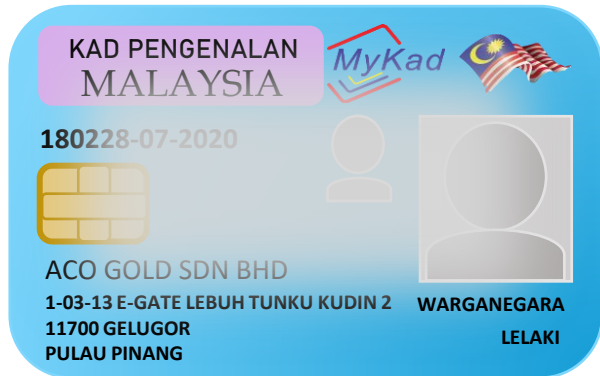 KAD PENGENALAN
MALAYSIA
MyKad
180228-07-2020
ACO GOLD SDN BHD
1-03-13 E-GATE LEBUH TUNKU KUDIN 2
11700 GELUGOR
PULAU PINANG
WARGANEGARA
LELAKI